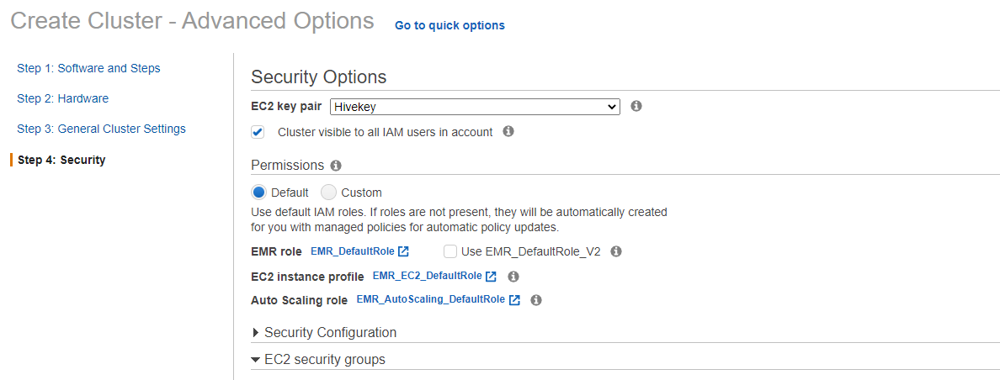 Create Cluster - Advanced Options Go to quick options
Step 1: Software and Steps
Step 2: Hardware
Step 3: General Cluster Settings
Step 4: Security
Security Options
EC2 key pair Hivekey
Cluster visible to all IAM users in account
Permissions
Default Custom
Use default IAM roles. If roles are not present, they will be automatically created
for you with managed policies for automatic policy updates.
EMR role EMR_DefaultRole Use EMR_DefaultRole_V2
EC2 instance profile EMR_EC2_DefaultRole
Auto Scaling role EMR_AutoScaling_DefaultRole
Security Configuration
EC2 security groups